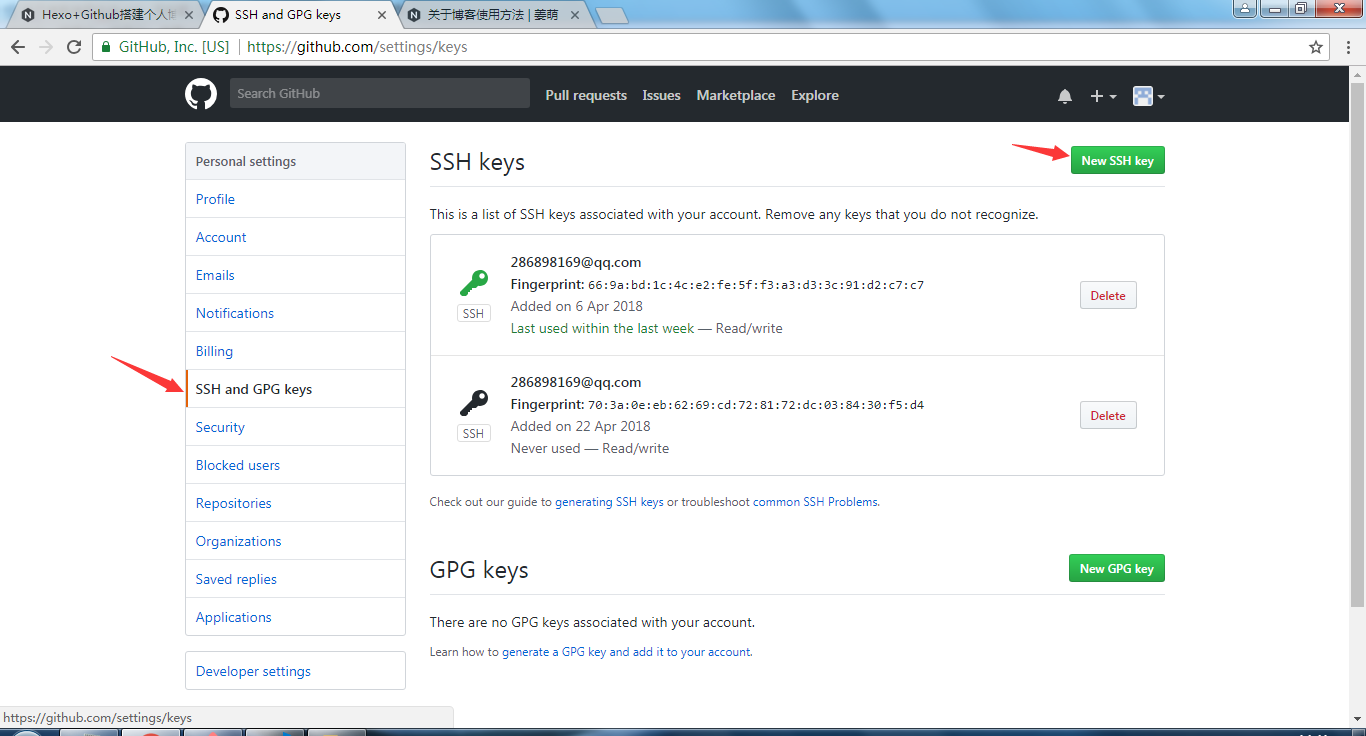 Hexo+Github搭建个人博
SSH and GPG keys
关于博客使用方法 | 姜萌
GitHub, Inc. [US]
https://github.com/settings/keys
Search GitHub
Pull requests
Issues
Marketplace
Explore
Personal settings
Profile
Account
Emails
Notifications
Billing
SSH and GPG keys
Security
Blocked users
Repositories
Organizations
Saved replies
Applications
Developer settings
SSH keys
New SSH key
This is a list of SSH keys associated with your account. Remove any keys that you do not recognize.
286898169@qq.com
Fingerprint: 66:9a:bd:1c:4c:e2:fe:5f:f3:a3:d3:3c:91:d2:c7:c7
SSH
Added on 6 Apr 2018
Last used within the last week — Read/write
Delete
286898169@qq.com
Fingerprint: 70:3a:0e:eb:62:69:cd:72:81:72:dc:03:84:30:f5:d4
SSH
Added on 22 Apr 2018
Never used — Read/write
Delete
Check out our guide to generating SSH keys or troubleshoot common SSH Problems.
GPG keys
New GPG key
There are no GPG keys associated with your account.
Learn how to generate a GPG key and add it to your account.
https://github.com/settings/keys